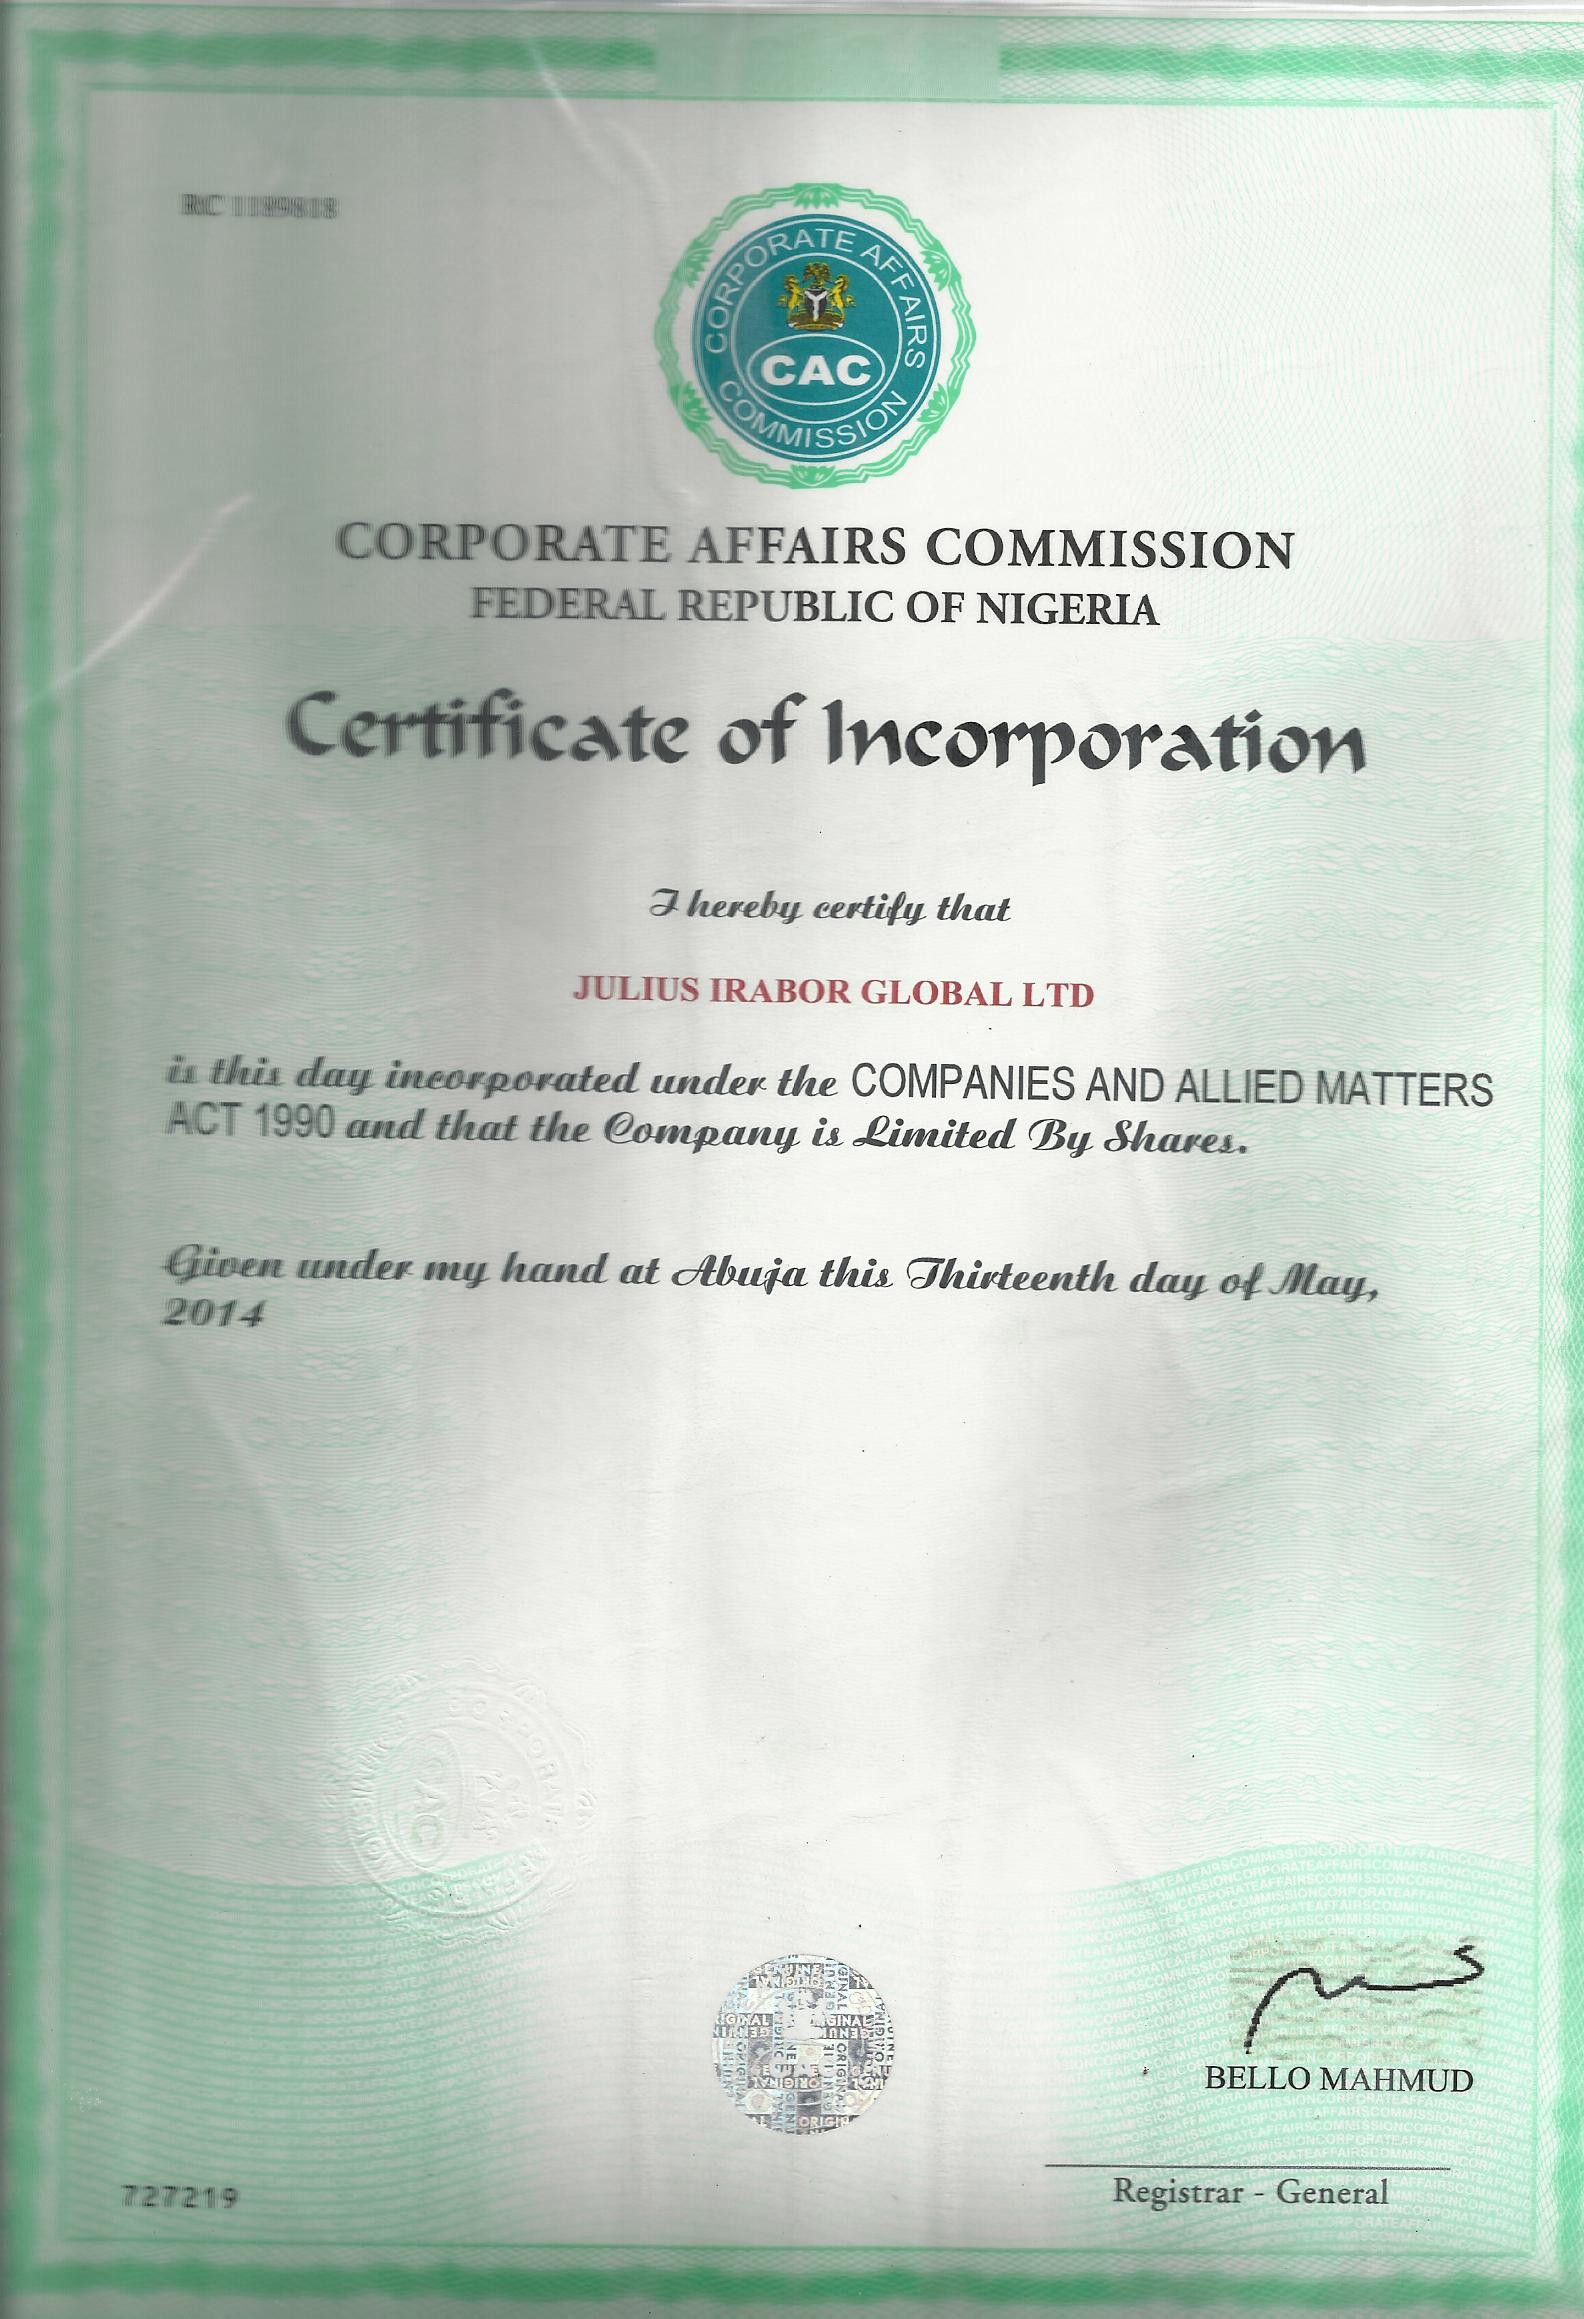 RC 1189818
CORPORATE AFFAIRS COMMISSION
CAC
CORPORATE AFFAIRS COMMISSION
FEDERAL REPUBLIC OF NIGERIA
Certificate of Incorporation
I hereby certify that
JULIUS IRABOR GLOBAL LTD
is this day incorporated under the COMPANIES AND ALLIED MATTERS
ACT 1990 and that the Company is Limited By Shares.
Given under my hand at Abuja this Thirteenth day of May,
2014
BELLO MAHMUD
Registrar - General
727219